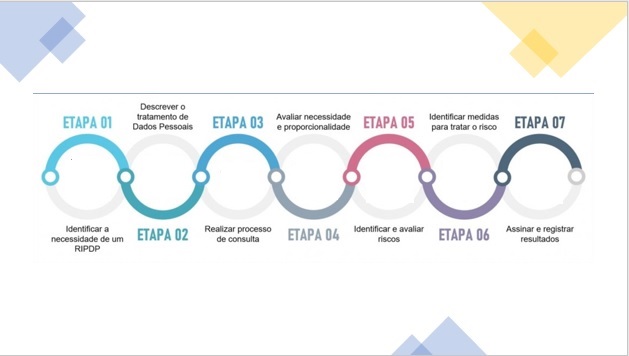 ETAPA 01
Identificar a
necessidade de um
RIPDP
Descrever o
tratamento de
Dados Pessoais
ETAPA 02
ETAPA 03
Realizar processo
de consulta
Avaliar necessidade
e proporcionalidade
ETAPA 04
ETAPA 05
Identificar e avaliar
riscos
Identificar medidas
para tratar o risco
ETAPA 06
ETAPA 07
Assinar e registrar
resultados